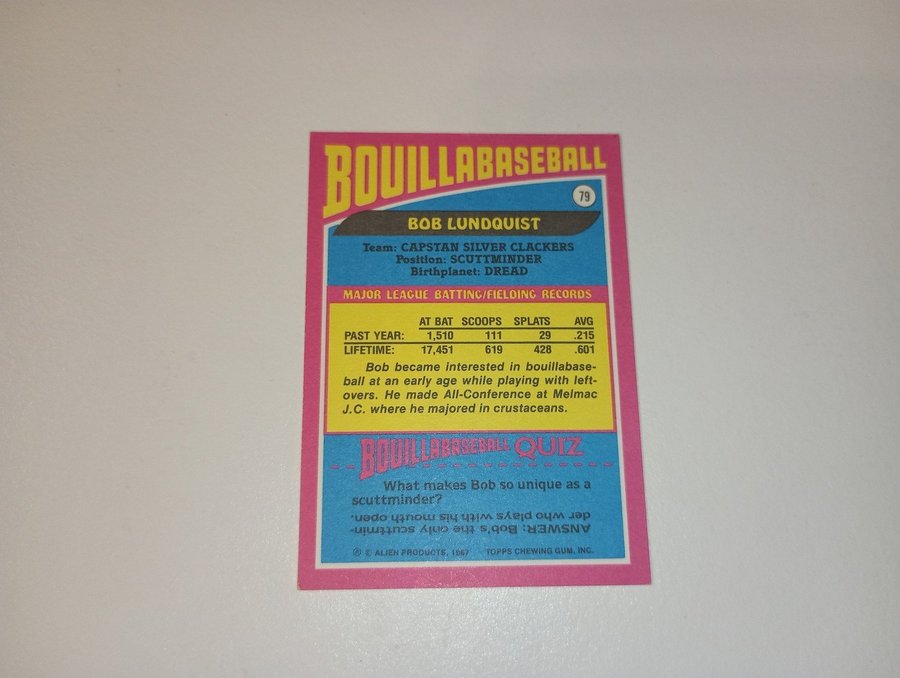 BOUILLABASEBALL
79
BOB LUNDQUIST
Team: CAPSTAN SILVER CLACKERS
Position: SCUTTMINDER
Birthplanet: DREAD
MAJOR LEAGUE BATTING/FIELDING RECORDS
AT BAT SCOOPS SPLATS AVG
PAST YEAR: 1,510 111 29 .215
LIFETIME: 17,451 619 428 .601
Bob became interested in bouillabase-
ball at an early age while playing with left-
overs. He made All-Conference at Melmac
J.C. where he majored in crustaceans.
BOUILLABASEBALL QUIZ
What makes Bob so unique as a
scuttminder?
ANSWER: Bob's the only scuttmin-
der who plays with his mouth open.
© ALIEN PRODUCTS, 1987 TOPPS CHEWING GUM, INC.